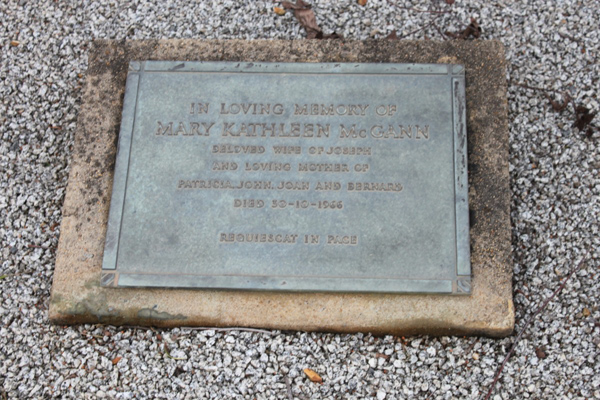 IN LOVING MEMORY OF
MARY KATHLEEN McGANN
BELOVED WIFE OF JOSEPH.
AND LOVING MOTHER OF
PATRICIA, JOHN, JOAN AND BERNARD
DIED 30-10-1966
REQUIESCAT IN PACE